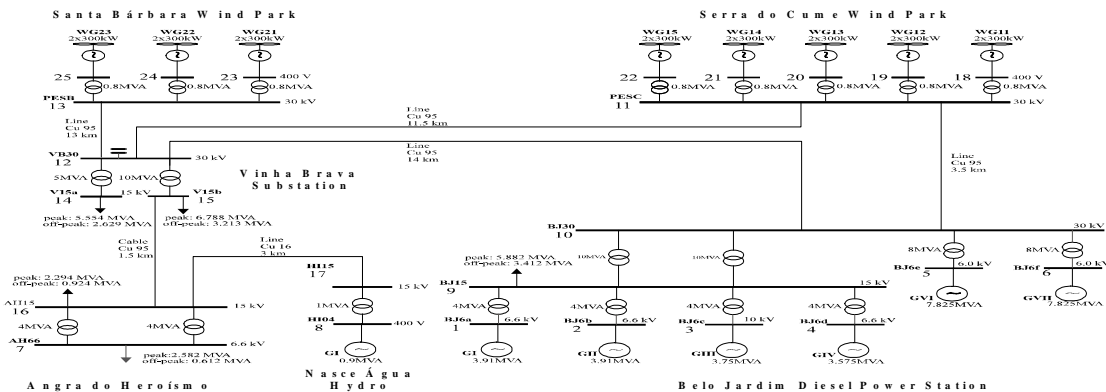 Santa Bárbara Wind Park
Serra do Cume Wind Park
WG23 WG22 WG21
2x300kW 2x300kW 2x300kW
WG15 WG14 WG13 WG12 WG11
2x300kW 2x300kW 2x300kW 2x300kW 2x300kW
25 24 23 400 V
0.8MVA 0.8MVA 0.8MVA
22 21 20 19 18 400 V
0.8MVA 0.8MVA 0.8MVA 0.8MVA 0.8MVA
PESB
13 30 kV
PESC
11 30 kV
Line
Cu 95
13 km
Line
Cu 95
11.5 km
Line
Cu 95
14 km
Line
Cu 95
3.5 km
VB30
12 30 kV
Vinha Brava
Substation
5MVA 10MVA
V15a 15 kV V15b
14 15
peak: 5.554 MVA
off-peak: 2.629 MVA
peak: 6.788 MVA
off-peak: 3.213 MVA
Cable
Cu 95
1.5 km
Line
Cu 16
3 km
BJ30
10 30 kV
10MVA 10MVA
8MVA 8MVA
BJ6e 6.0 kV BJ6f 6.0 kV
5 6
GVI GVII
7.825MVA 7.825MVA
peak: 5.882 MVA
off-peak: 3.412 MVA
peak: 2.294 MVA
off-peak: 0.924 MVA
HI15
17 15 kV
BJ15
9 15 kV
AH15
16 15 kV
4MVA 4MVA
1MVA
4MVA 4MVA 4MVA 4MVA
HI04
8 400 V
BJ6a 6.6 kV BJ6b 6.6 kV BJ6c 10 kV BJ6d 6.6 kV
1 2 3 4
AH66
7 6.6 kV
peak:2.582 MVA
off-peak: 0.612 MVA
GI
0.9MVA
GI GII GIII GIV
3.91MVA 3.91MVA 3.75MVA 3.575MVA
Angra do Heroísmo
Nasce Água
Hydro
Belo Jardim Diesel Power Station